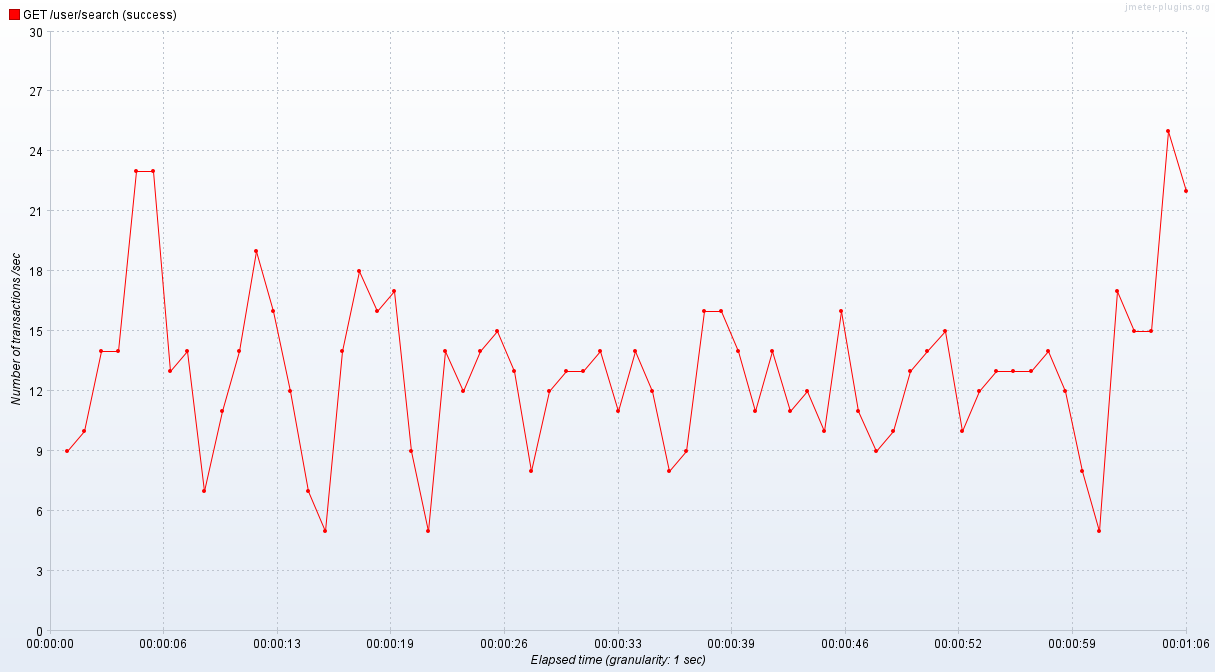 GET /user/search (success)
jmeter-plugins.org
30
27
24
21
18
15
12
9
6
3
0
Number of transactions /sec
00:00:00 00:00:06 00:00:13 00:00:19 00:00:26 00:00:33 00:00:39 00:00:46 00:00:52 00:00:59 00:01:06
Elapsed time (granularity: 1 sec)